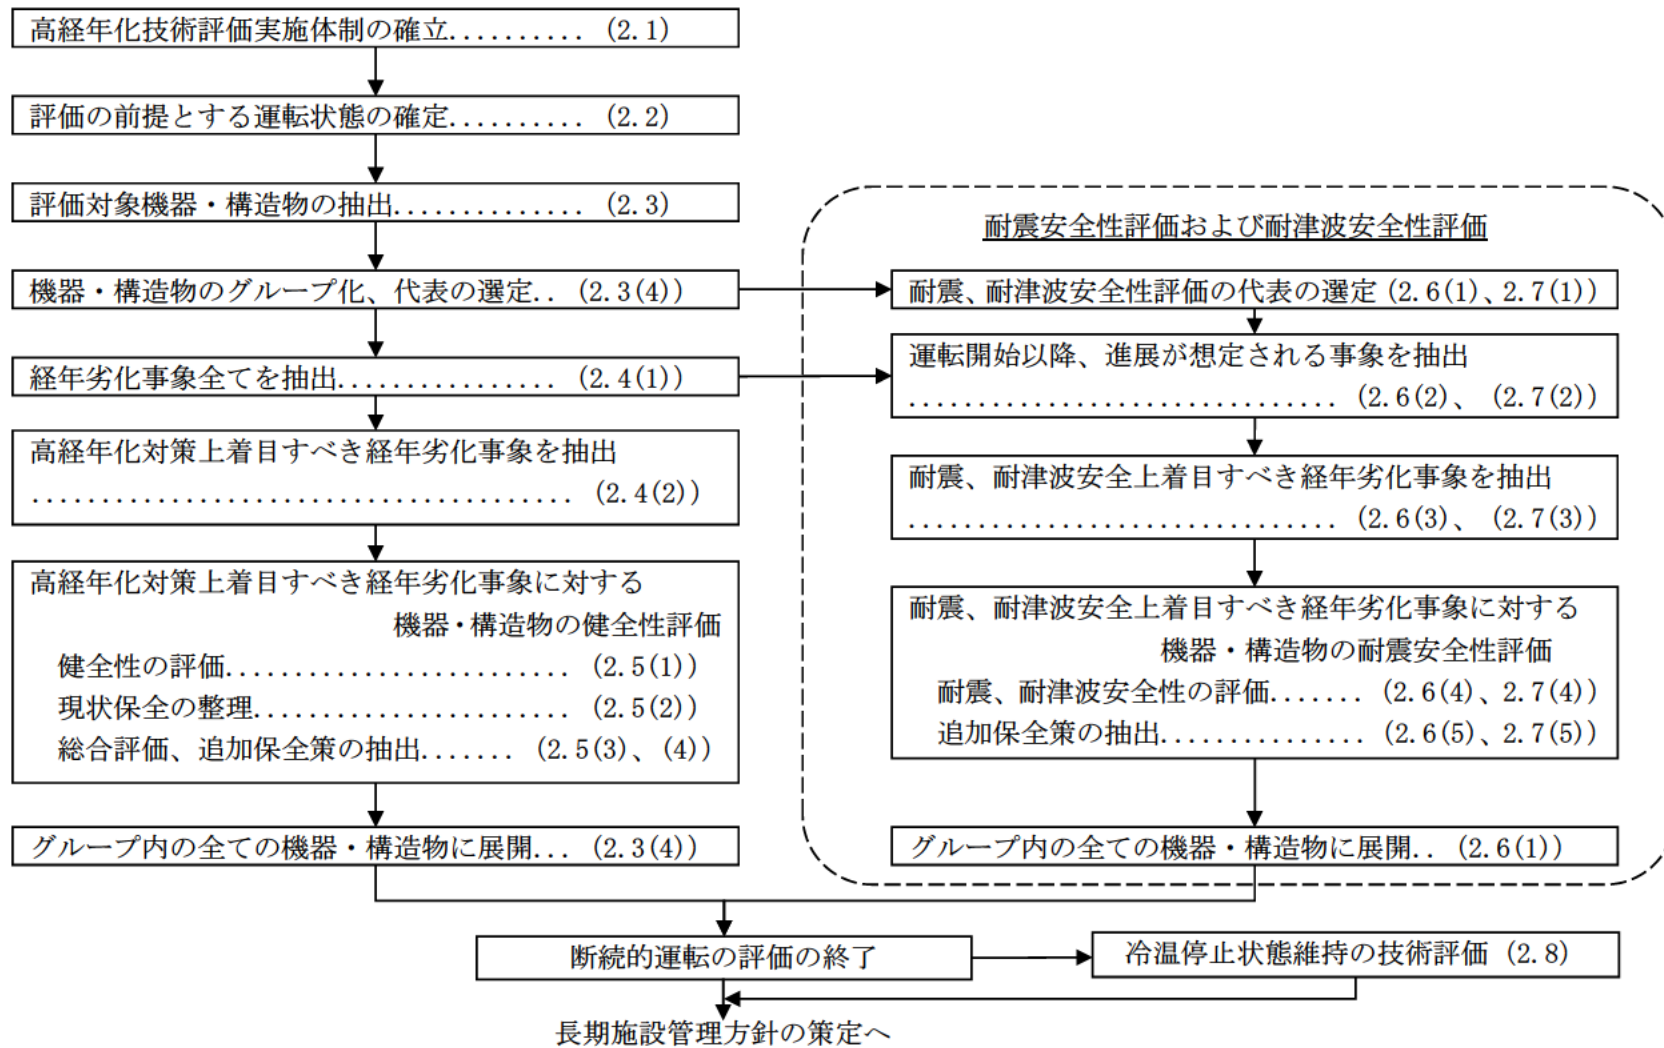 高経年化技術評価実施体制の確立.......... (2.1)
評価の前提とする運転状態の確定.......... (2.2)
評価対象機器・構造物の抽出.............. (2.3)
機器・構造物のグループ化、代表の選定.. (2.3(4))
経年劣化事象全てを抽出................ (2.4(1))
高経年化対策上着目すべき経年劣化事象を抽出
....................................... (2.4(2))
高経年化対策上着目すべき経年劣化事象に対する
機器・構造物の健全性評価
健全性の評価......................... (2.5(1))
現状保全の整理....................... (2.5(2))
総合評価、追加保全策の抽出....... (2.5(3)、(4))
グループ内の全ての機器・構造物に展開... (2.3(4))
耐震安全性評価および耐津波安全性評価
耐震、耐津波安全性評価の代表の選定 (2.6(1)、2.7(1))
運転開始以降、進展が想定される事象を抽出
............................... (2.6(2)、 (2.7(2))
耐震、耐津波安全上着目すべき経年劣化事象を抽出
............................... (2.6(3)、 (2.7(3))
耐震、耐津波安全上着目すべき経年劣化事象に対する
機器・構造物の耐震安全性評価
耐震、耐津波安全性の評価....... (2.6(4)、2.7(4))
追加保全策の抽出............... (2.6(5)、2.7(5))
グループ内の全ての機器・構造物に展開.. (2.6(1))
断続的運転の評価の終了
冷温停止状態維持の技術評価 (2.8)
長期施設管理方針の策定へ